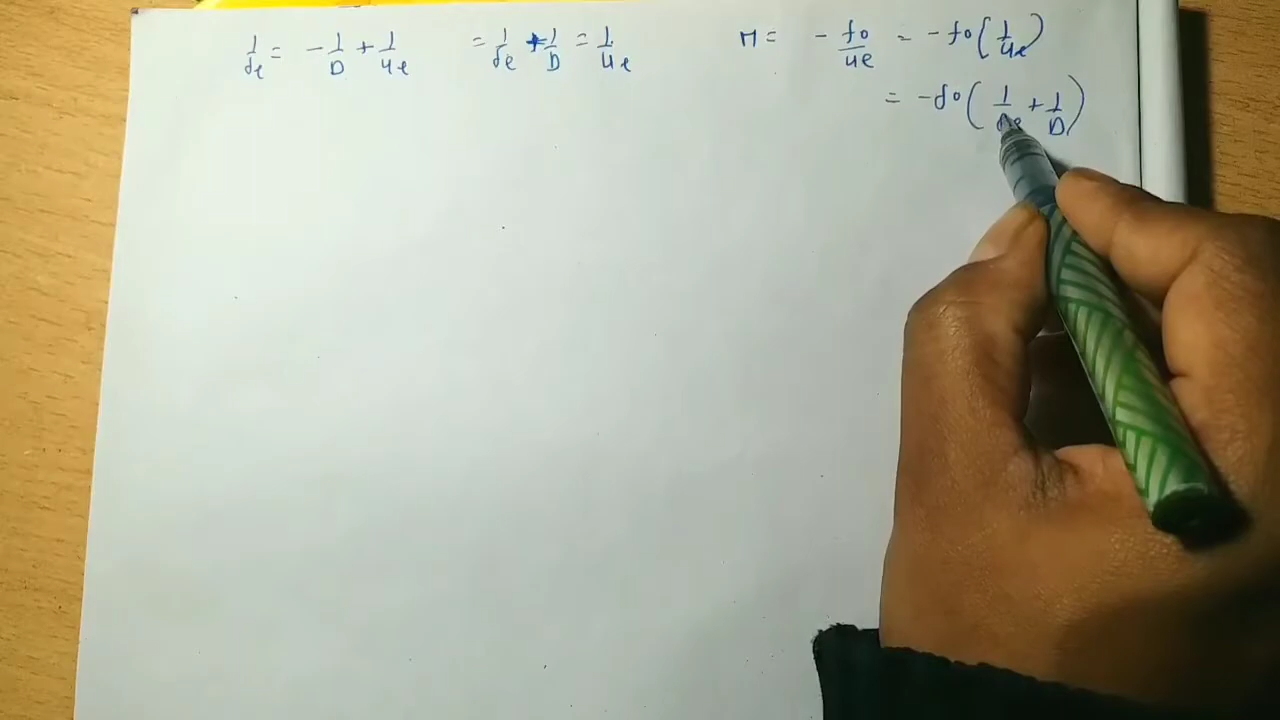 1/fe = -1/D + 1/ue = 1/fe + 1/D = 1/ue M = - fo/ue = - fo(1/ue)
= - fo(1/fe + 1/D)